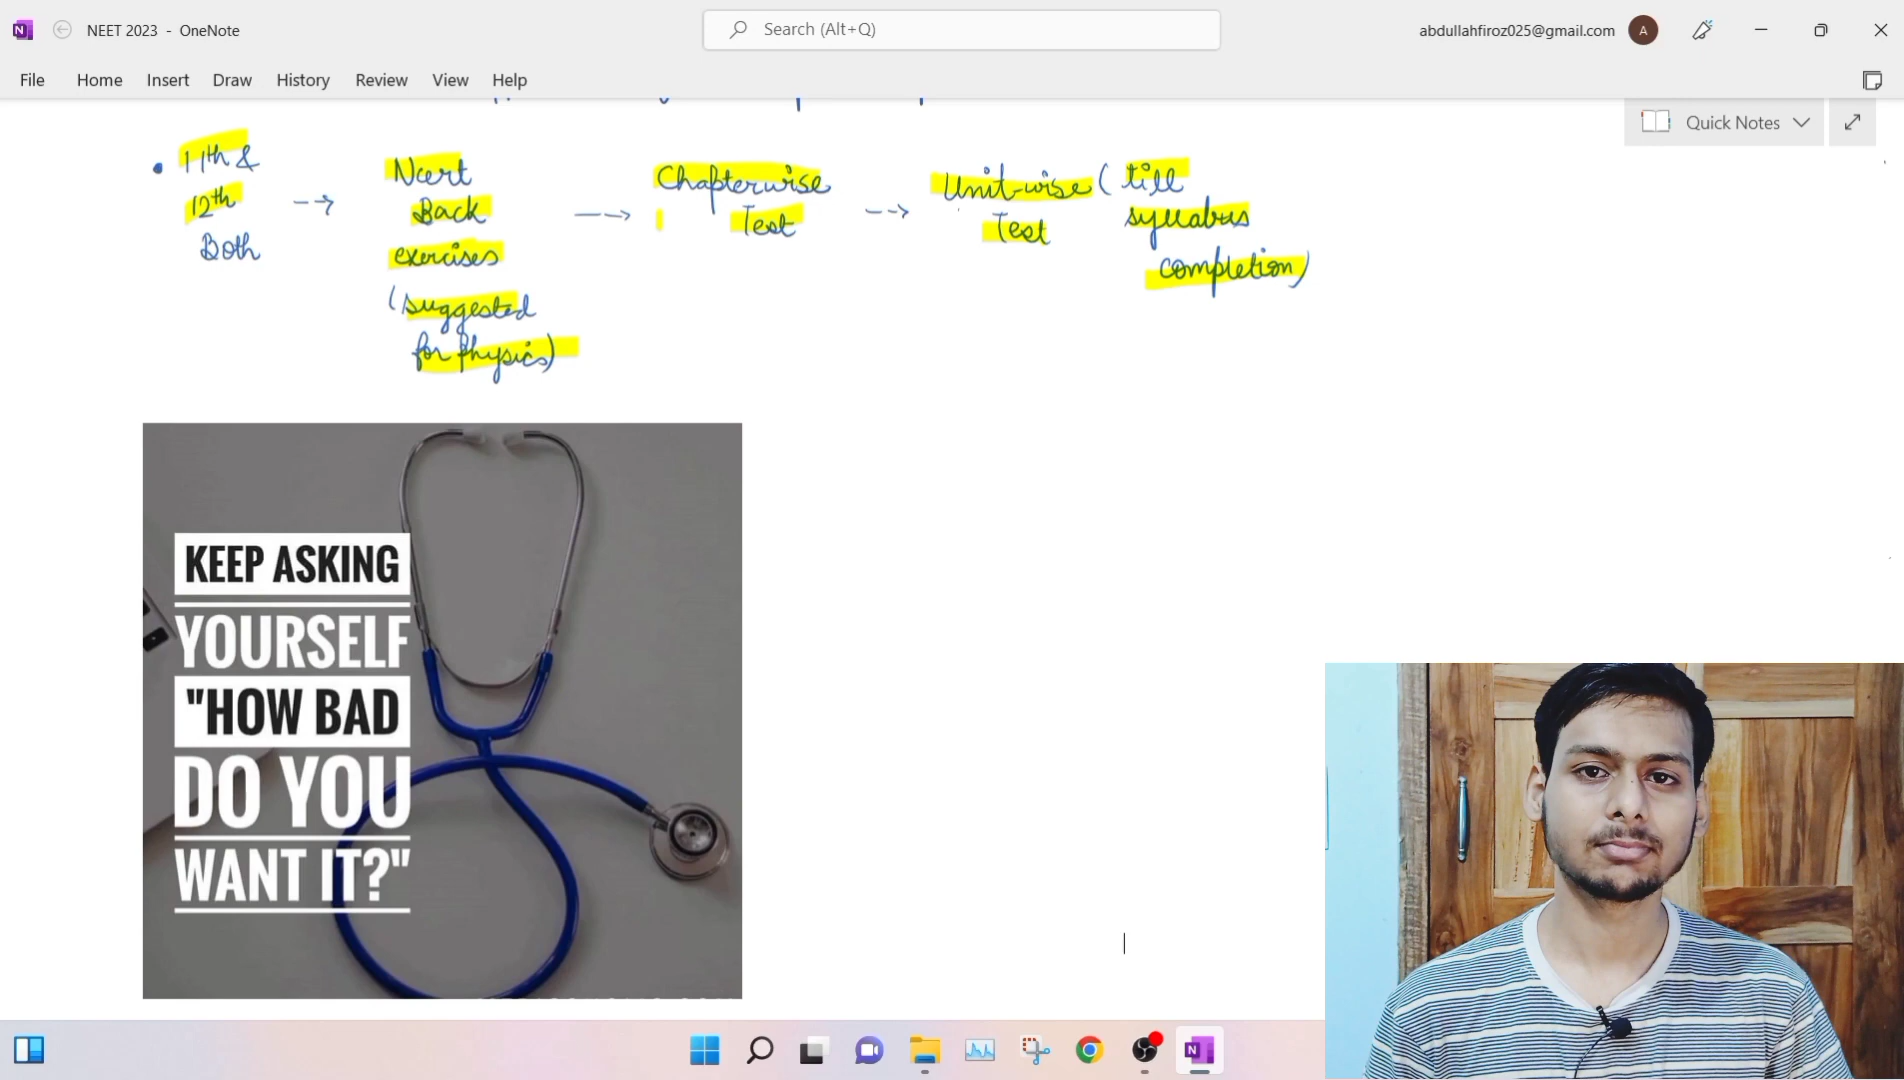 NEET 2023 - OneNote
Search (Alt+Q)
abdullahfiroz025@gmail.com
A
File Home Insert Draw History Review View Help
Quick Notes
• 11th &
12th
Both
-->
Ncert
Back
exercises
(suggested
for physics)
-->
Chapterwise
Test
-->
Unit-wise (till
Test
syllabus
completion)
KEEP ASKING
YOURSELF
"HOW BAD
DO YOU
WANT IT?"